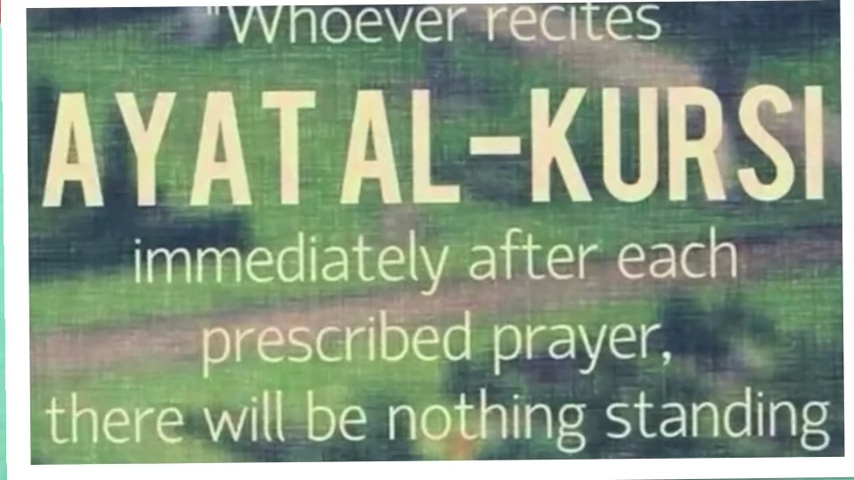 "Whoever recites
AYAT AL-KURSI
immediately after each
prescribed prayer,
there will be nothing standing